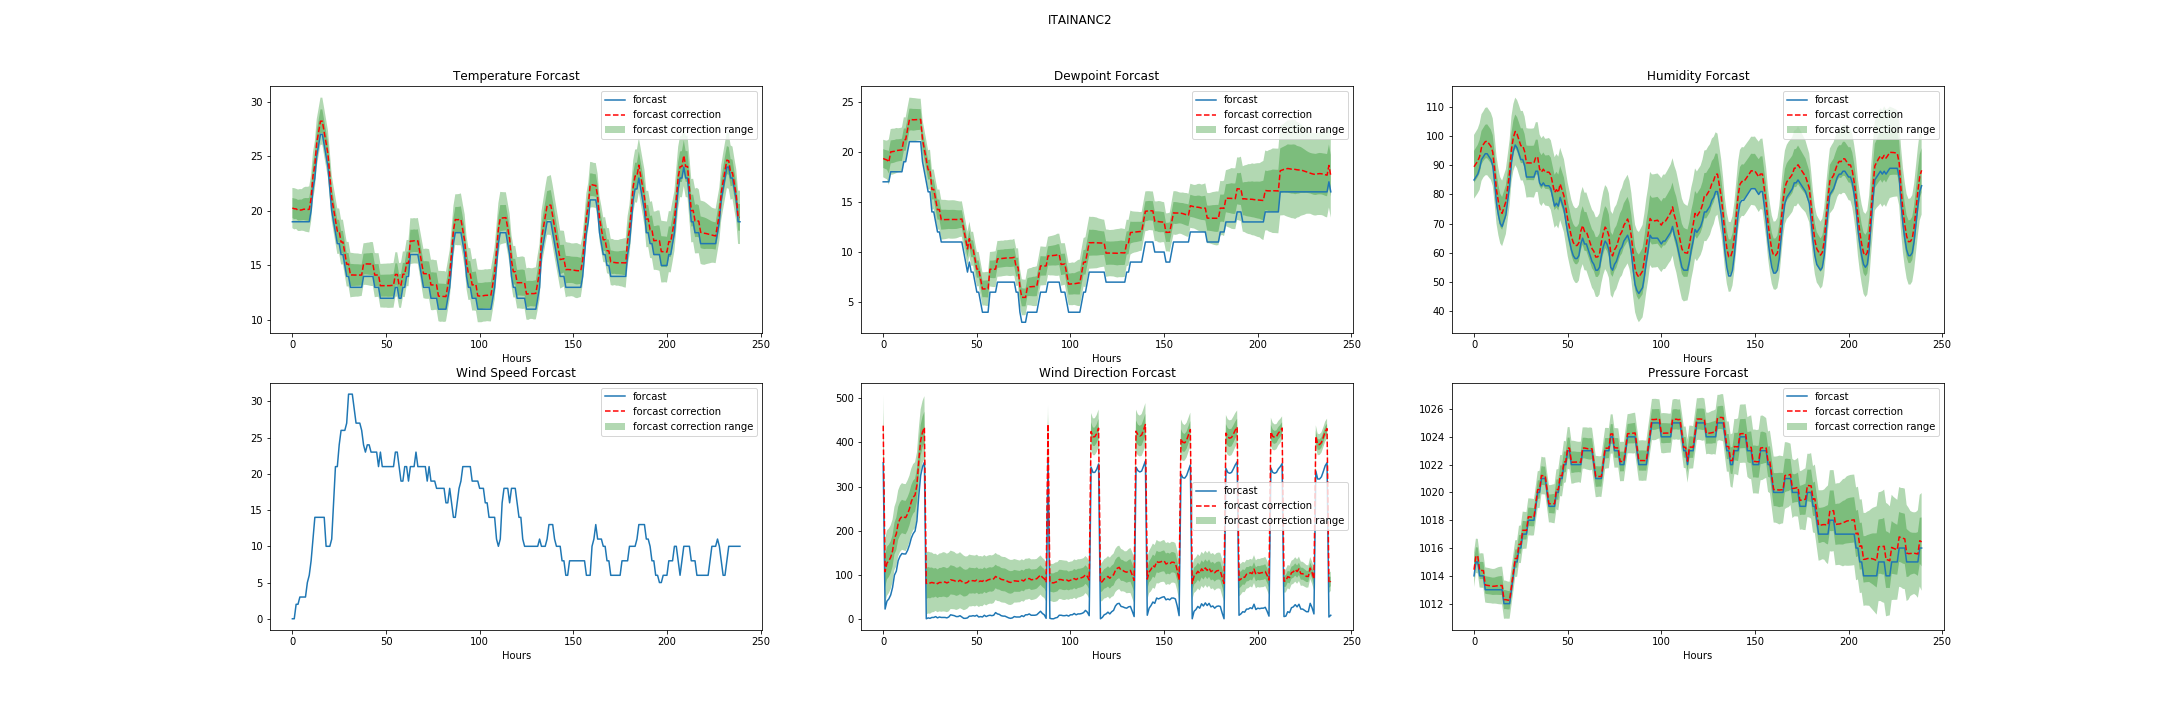 ITAINANC2
Temperature Forcast
30
25
20
15
10
0 50 100 150 200 250
Hours
forcast
forcast correction
forcast correction range
Dewpoint Forcast
25
20
15
10
5
0 50 100 150 200 250
Hours
forcast
forcast correction
forcast correction range
Humidity Forcast
110
100
90
80
70
60
50
40
0 50 100 150 200 250
Hours
forcast
forcast correction
forcast correction range
Wind Speed Forcast
30
25
20
15
10
5
0
0 50 100 150 200 250
Hours
forcast
forcast correction
forcast correction range
Wind Direction Forcast
500
400
300
200
100
0
0 50 100 150 200 250
Hours
forcast
forcast correction
forcast correction range
Pressure Forcast
1026
1024
1022
1020
1018
1016
1014
1012
0 50 100 150 200 250
Hours
forcast
forcast correction
forcast correction range